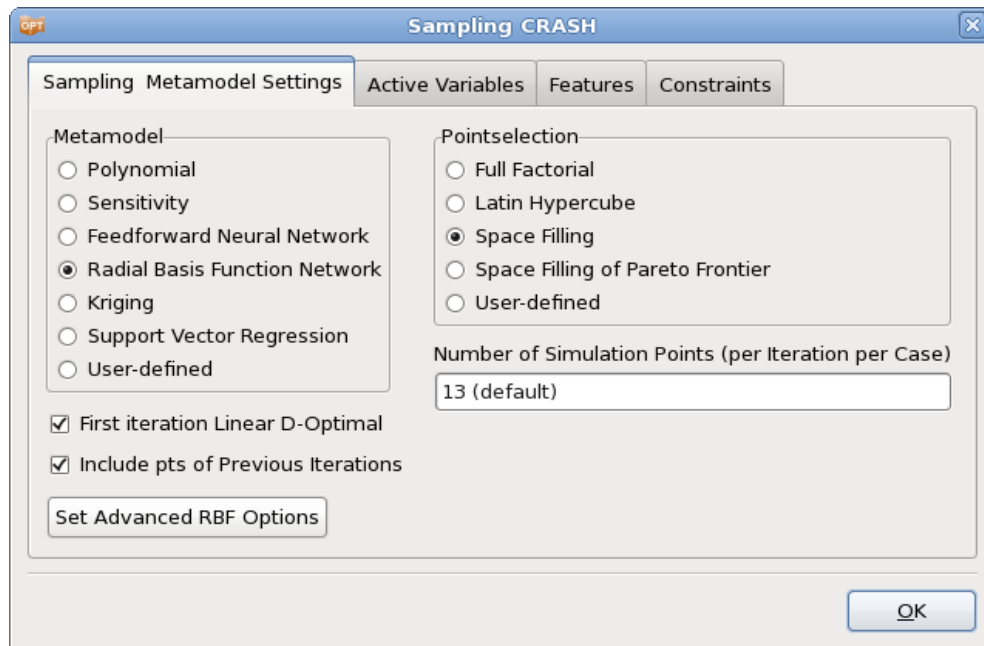 OPT
Sampling CRASH
Sampling Metamodel Settings
Active Variables
Features
Constraints
Metamodel
Polynomial
Sensitivity
Feedforward Neural Network
Radial Basis Function Network
Kriging
Support Vector Regression
User-defined
First iteration Linear D-Optimal
Include pts of Previous Iterations
Set Advanced RBF Options
Pointselection
Full Factorial
Latin Hypercube
Space Filling
Space Filling of Pareto Frontier
User-defined
Number of Simulation Points (per Iteration per Case)
13 (default)
OK